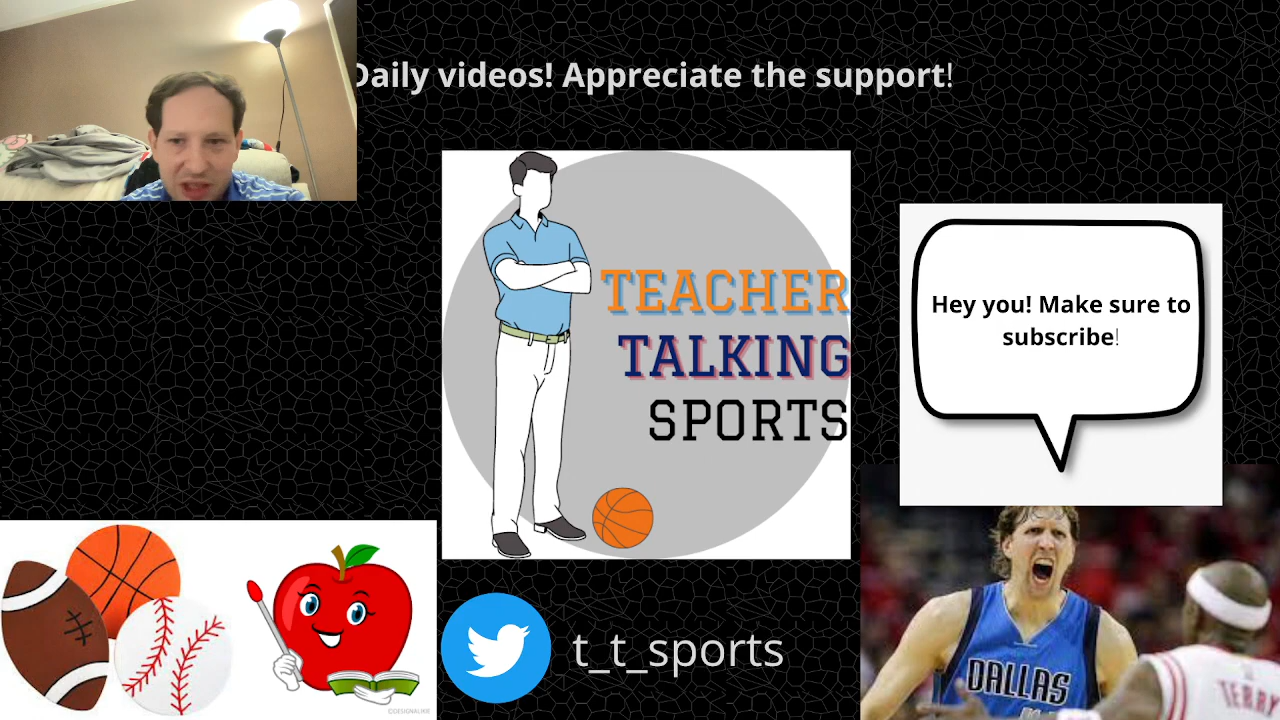 Daily videos! Appreciate the support!
TEACHER
TALKING
SPORTS
Hey you! Make sure to
subscribe!
t_t_sports
DALLAS
TERRY